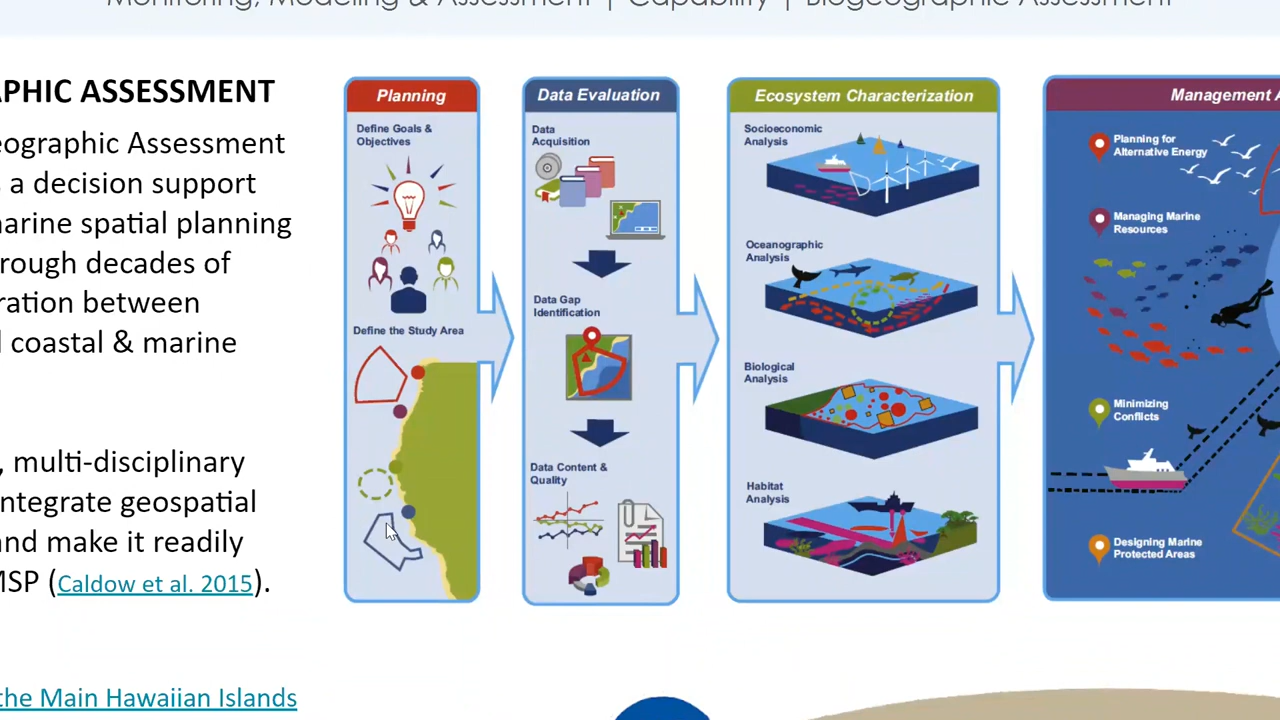 Monitoring, Modeling & Assessment | Capability | Biogeographic Assessment
APHIC ASSESSMENT
eographic Assessment
a decision support
arine spatial planning
rough decades of
ration between
coastal & marine
, multi-disciplinary
ntegrate geospatial
nd make it readily
MSP (Caldow et al. 2015).
the Main Hawaiian Islands
Planning
Define Goals &
Objectives
Define the Study Area
Data Evaluation
Data
Acquisition
Data Gap
Identification
Data Content &
Quality
Ecosystem Characterization
Socioeconomic
Analysis
Oceanographic
Analysis
Biological
Analysis
Habitat
Analysis
Management A
Planning for
Alternative Energy
Managing Marine
Resources
Minimizing
Conflicts
Designing Marine
Protected Areas